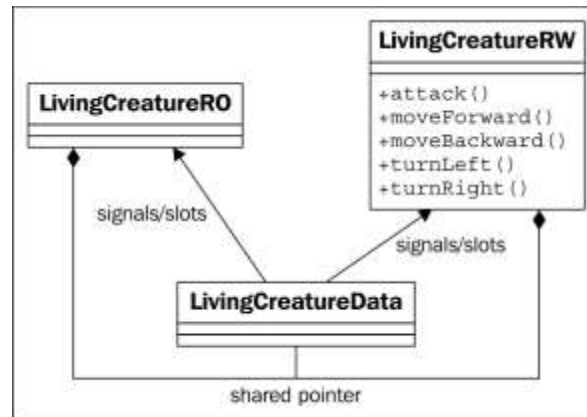 LivingCreatureRW
+attack()
+moveForward()
+moveBackward()
+turnLeft()
+turnRight()
LivingCreatureRO
signals/slots
signals/slots
LivingCreatureData
shared pointer